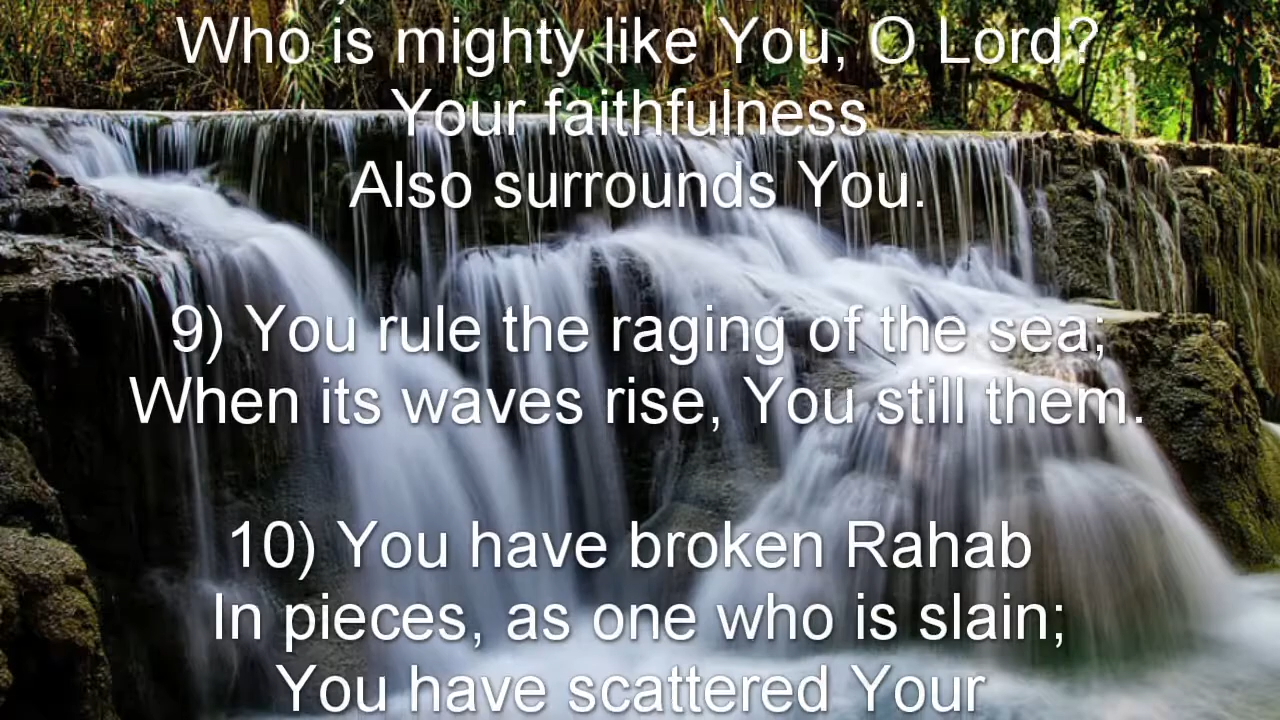 Who is mighty like You, O Lord?
Your faithfulness
Also surrounds You.
9) You rule the raging of the sea;
When its waves rise, You still them.
10) You have broken Rahab
In pieces, as one who is slain;
You have scattered Your